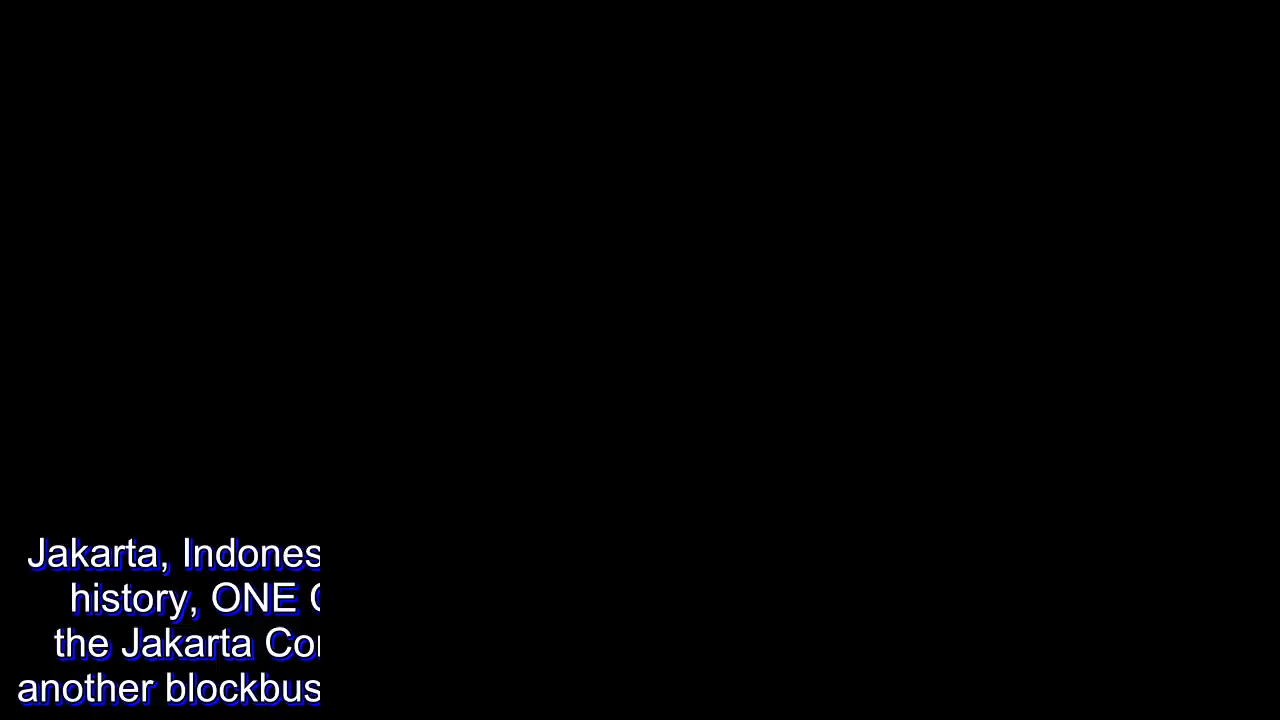 Jakarta, Indones
history, ONE
the Jakarta Co
another blockbus